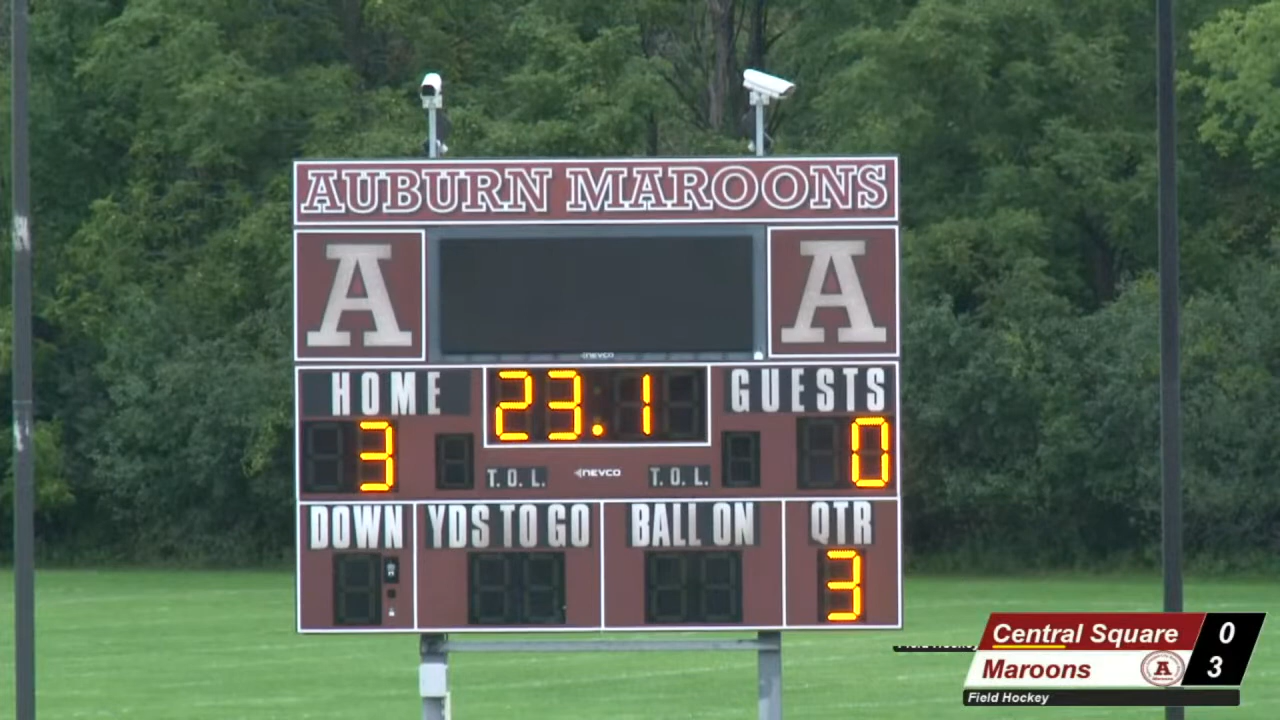 AUBURN MAROONS
A A
NEVCO
HOME 23.1 GUESTS
3 0
T.O.L. NEVCO T.O.L.
DOWN YDS TO GO BALL ON QTR
3
Central Square 0
Maroons A 3
Field Hockey